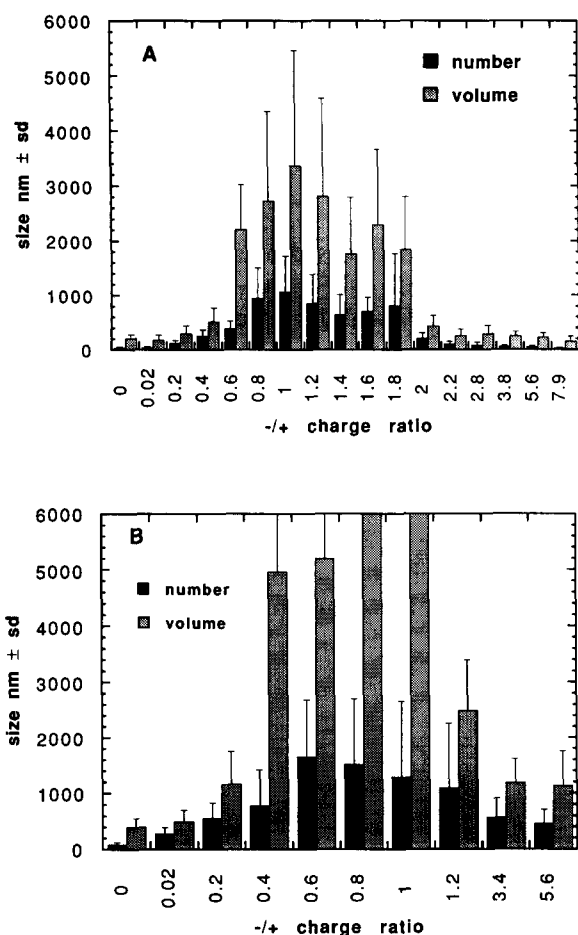 A
number
volume
size nm ± sd
6000
5000
4000
3000
2000
1000
0
0 0.02 0.2 0.4 0.6 0.8 1 1.2 1.4 1.6 1.8 2 2.2 2.8 3.8 5.6 7.9
-/+ charge ratio
B
number
volume
size nm ± sd
6000
5000
4000
3000
2000
1000
0
0 0.02 0.2 0.4 0.6 0.8 1 1.2 3.4 5.6
-/+ charge ratio